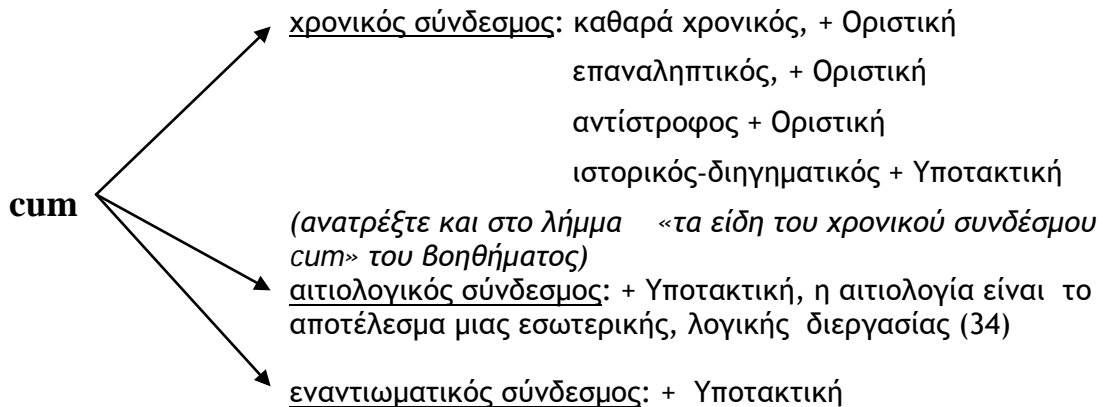 χρονικός σύνδεσμος: καθαρά χρονικός, + Οριστική
επαναληπτικός, + Οριστική
αντίστροφος + Οριστική
ιστορικός-διηγηματικός + Υποτακτική
cum
(ανατρέξτε και στο λήμμα «τα είδη του χρονικού συνδέσμου
cum» του βοηθήματος)
αιτιολογικός σύνδεσμος: + Υποτακτική, η αιτιολογία είναι το
αποτέλεσμα μιας εσωτερικής, λογικής διεργασίας (34)
εναντιωματικός σύνδεσμος: + Υποτακτική